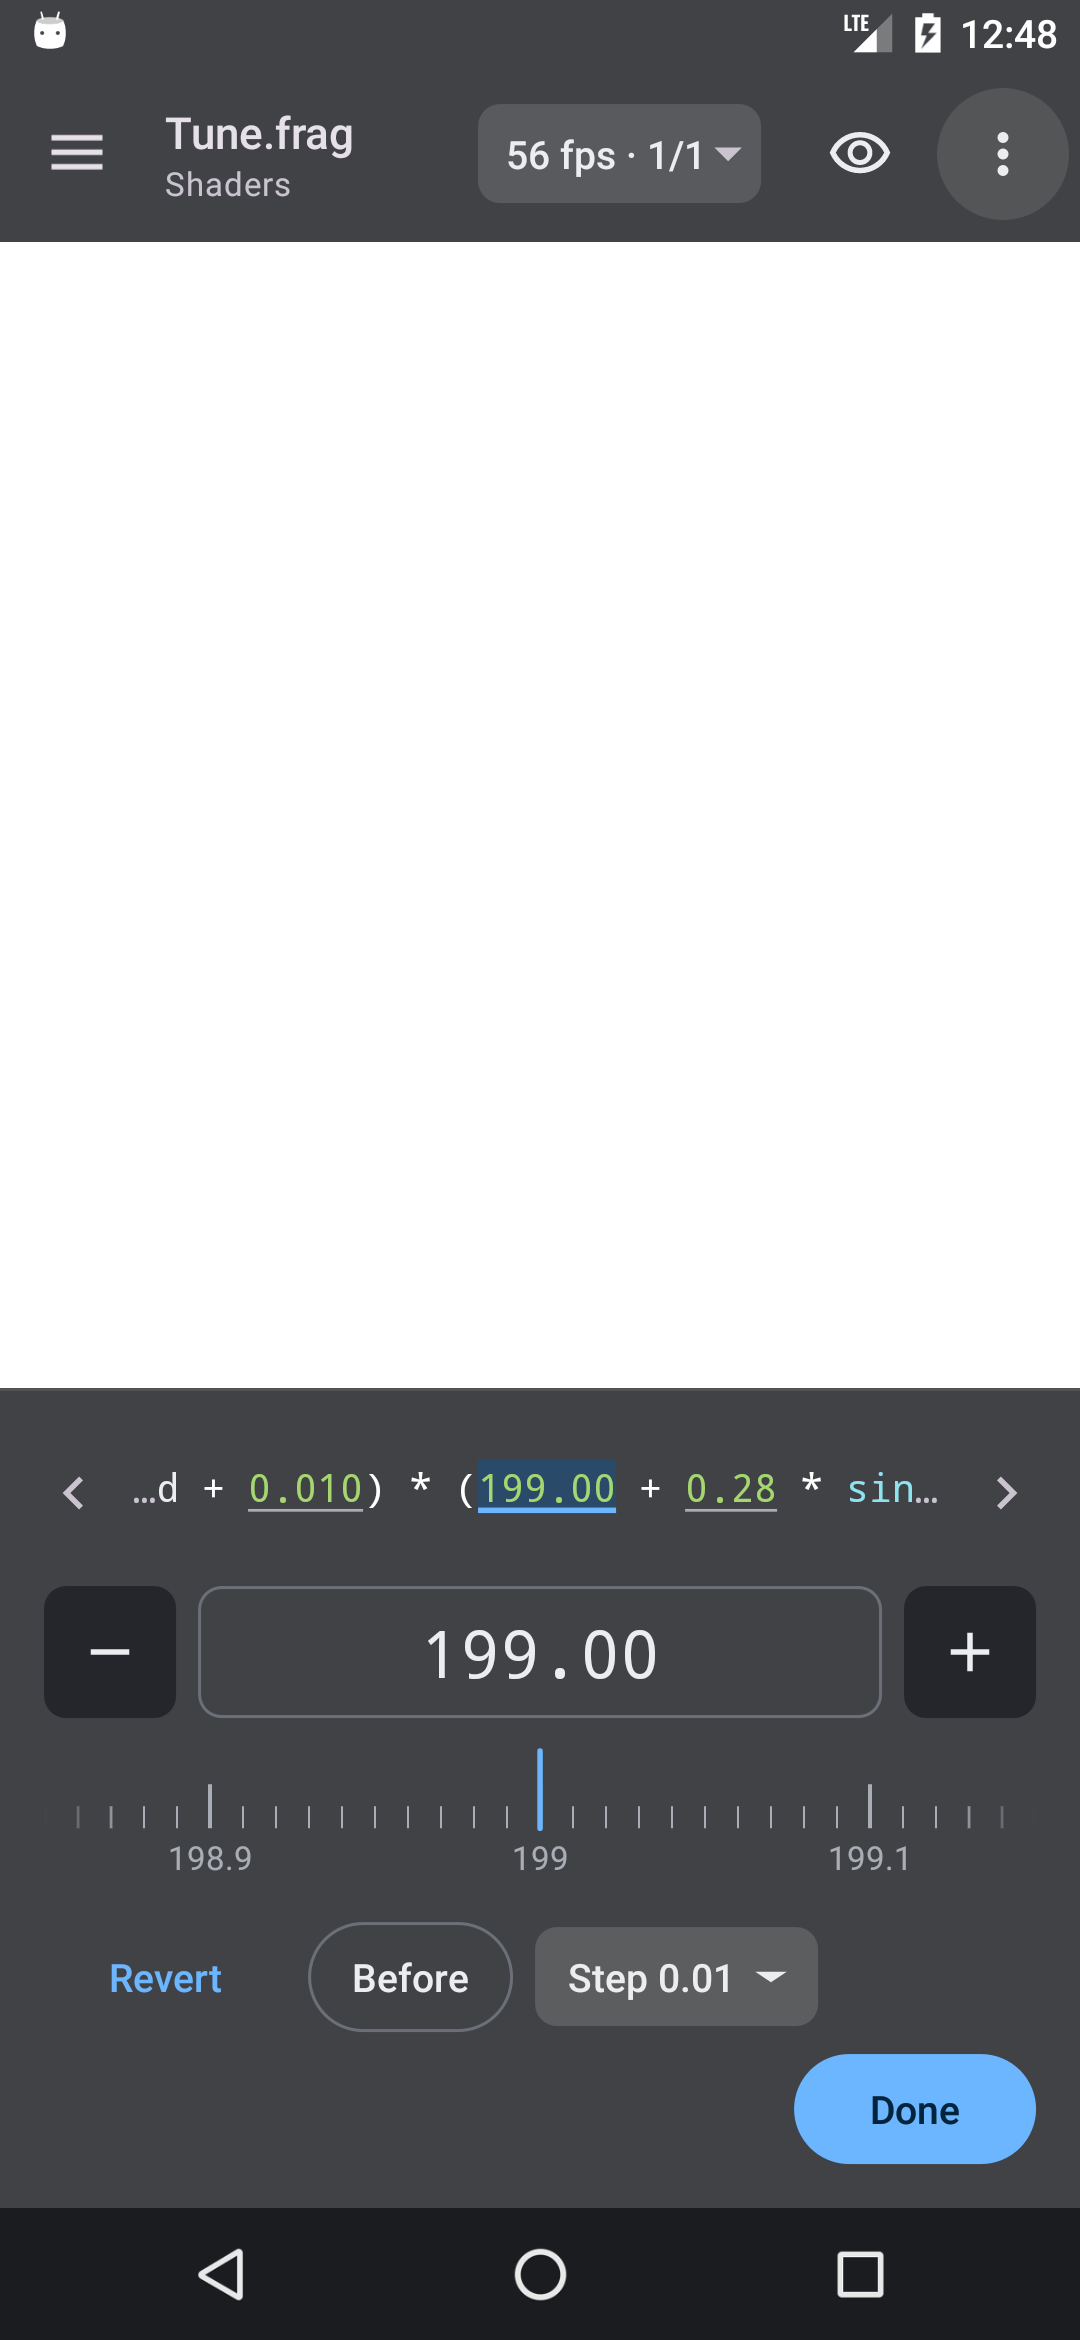 LTE 12:48
Tune.frag
Shaders
56 fps · 1/1
…d + 0.010) * (199.00 + 0.28 * sin…
199.00
198.9 199 199.1
Revert Before Step 0.01
Done